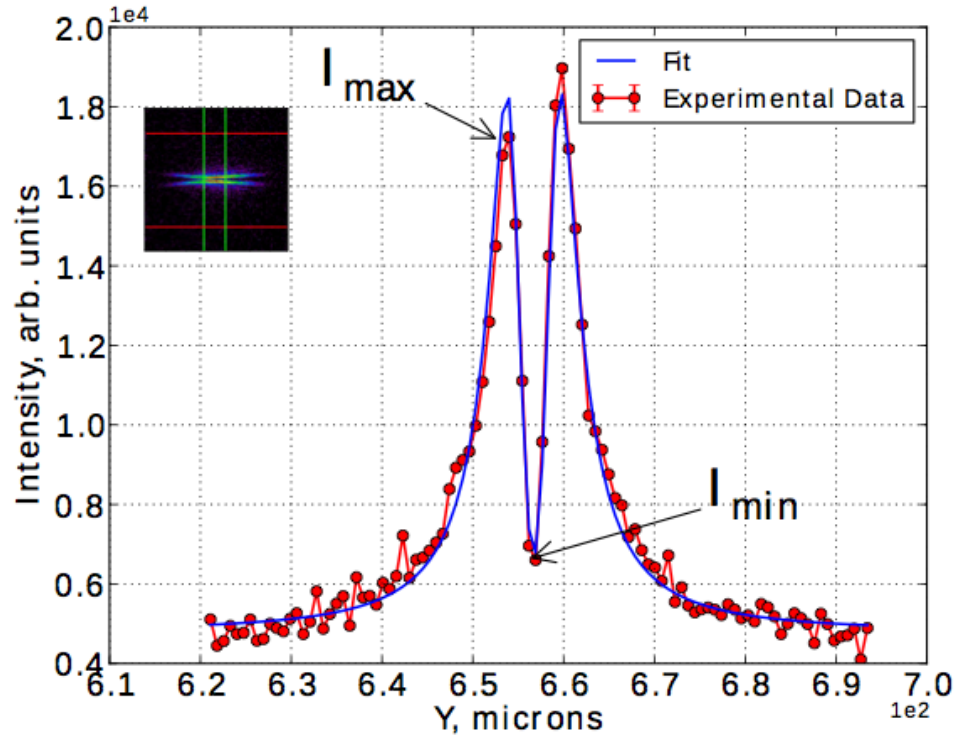 1e4
2.0
1.8
1.6
1.4
1.2
1.0
0.8
0.6
0.4
Intensity, arb. units
I max
Fit
Experimental Data
I min
6.1 6.2 6.3 6.4 6.5 6.6 6.7 6.8 6.9 7.0
Y, microns
1e2